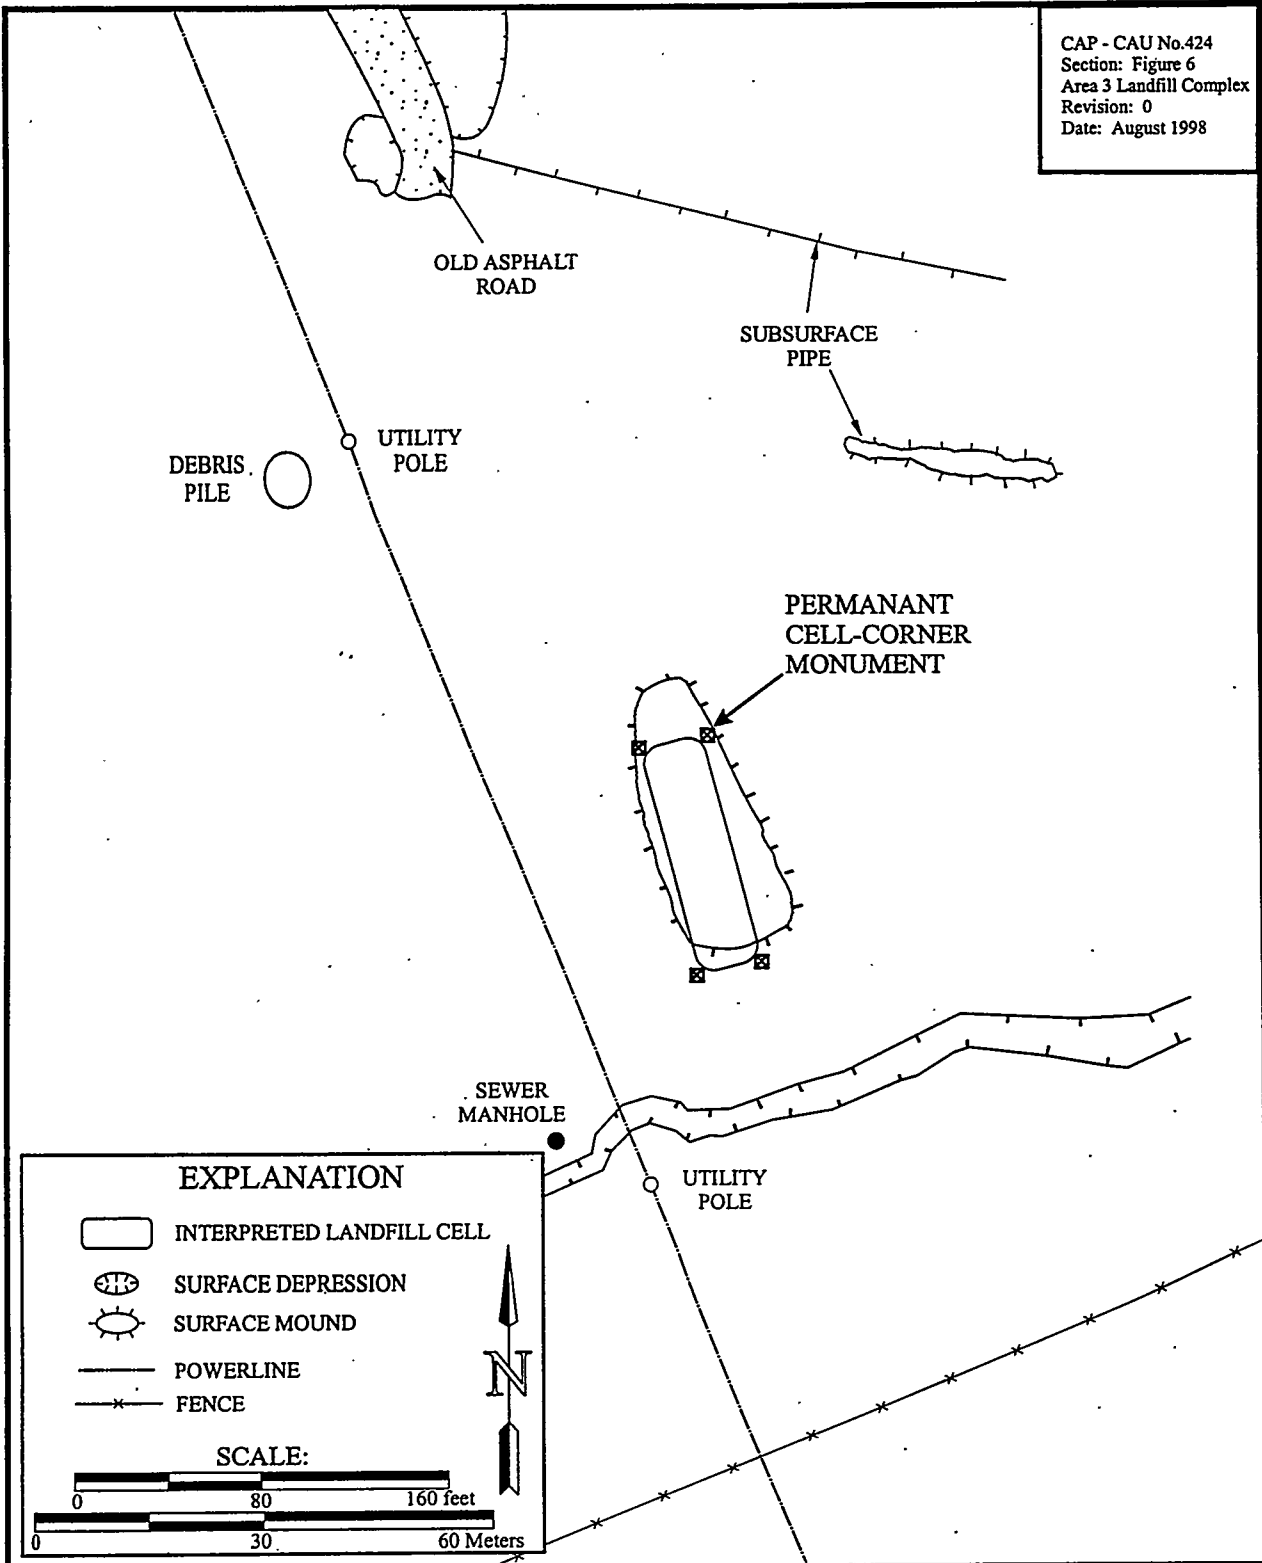 CAP - CAU No.424
Section: Figure 6
Area 3 Landfill Complex
Revision: 0
Date: August 1998
OLD ASPHALT
ROAD
SUBSURFACE
PIPE
UTILITY
POLE
DEBRIS
PILE
PERMANANT
CELL-CORNER
MONUMENT
SEWER
MANHOLE
UTILITY
POLE
EXPLANATION
INTERPRETED LANDFILL CELL
SURFACE DEPRESSION
SURFACE MOUND
POWERLINE
FENCE
N
SCALE:
0 80 160 feet
0 30 60 Meters